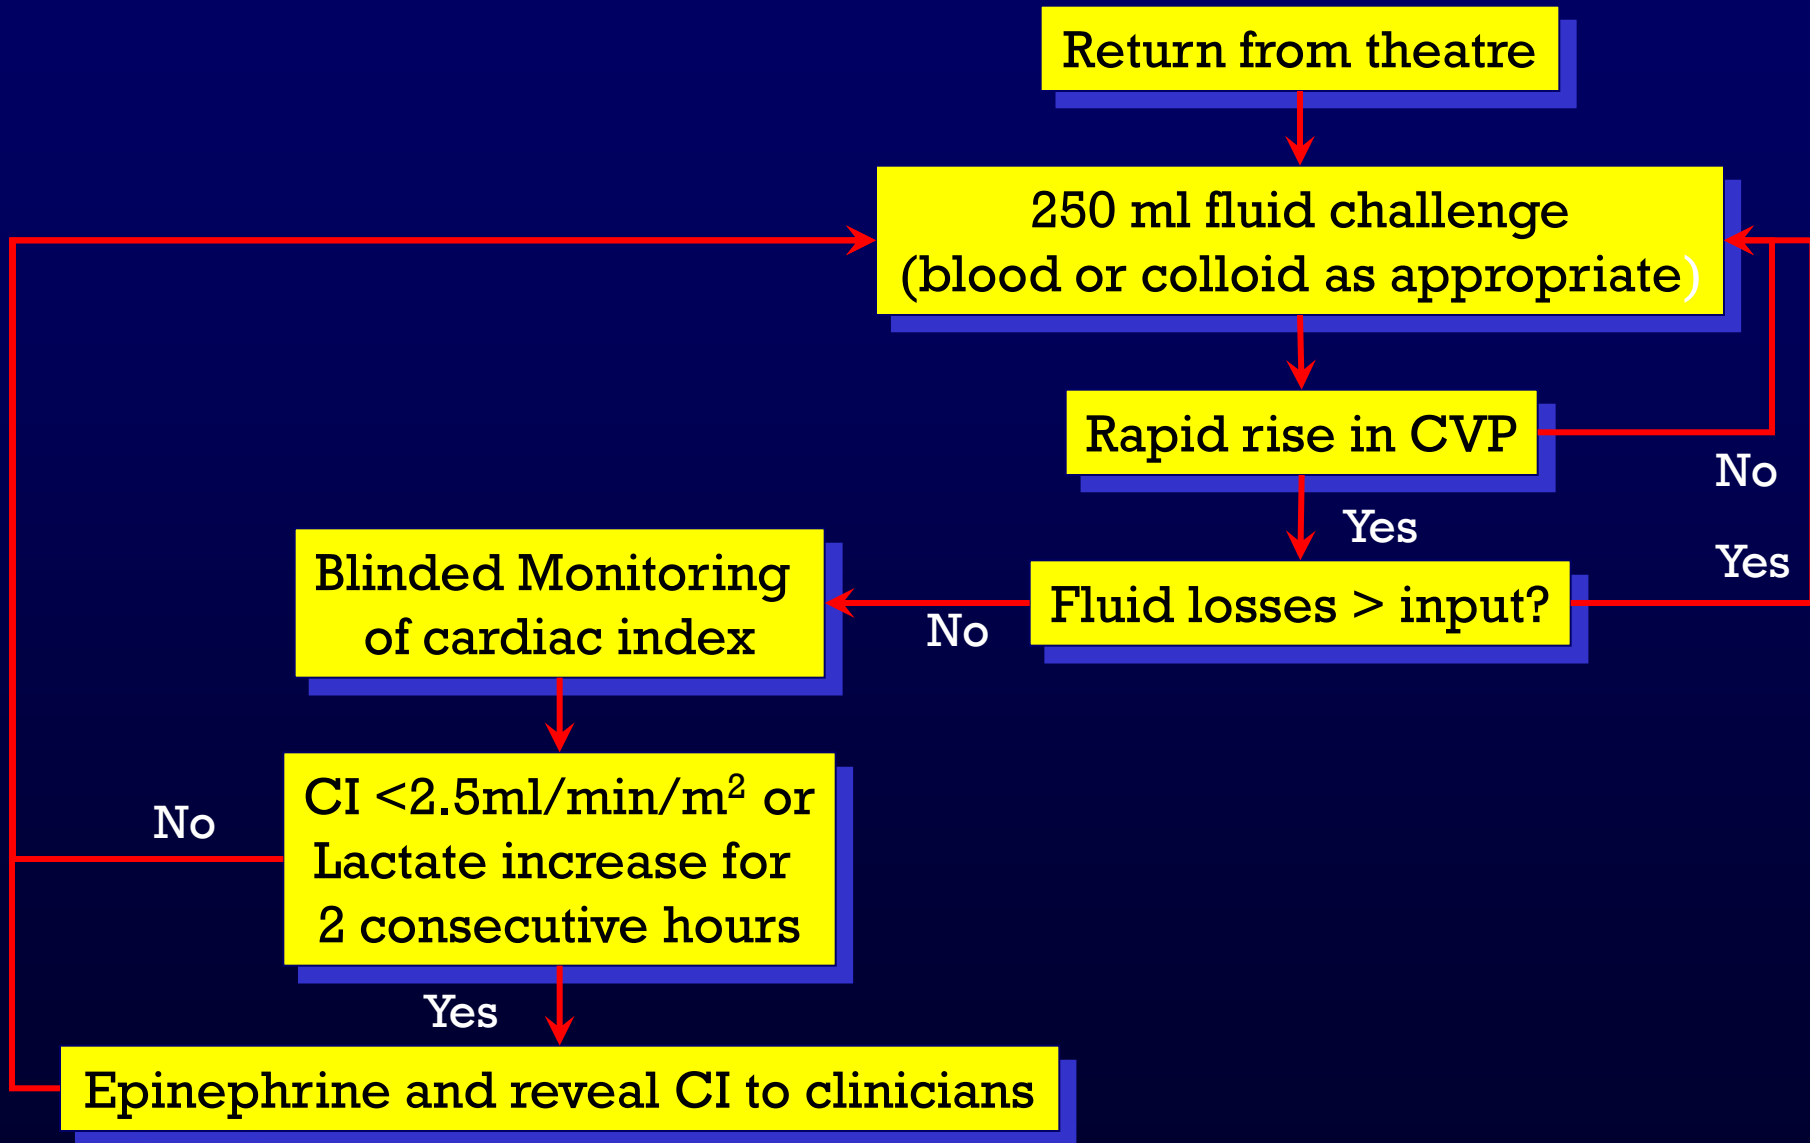 Return from theatre
250 ml fluid challenge
(blood or colloid as appropriate)
Rapid rise in CVP
No
Yes
Yes
Fluid losses > input?
No
Blinded Monitoring
of cardiac index
CI <2.5ml/min/m² or
Lactate increase for
2 consecutive hours
No
Yes
Epinephrine and reveal CI to clinicians